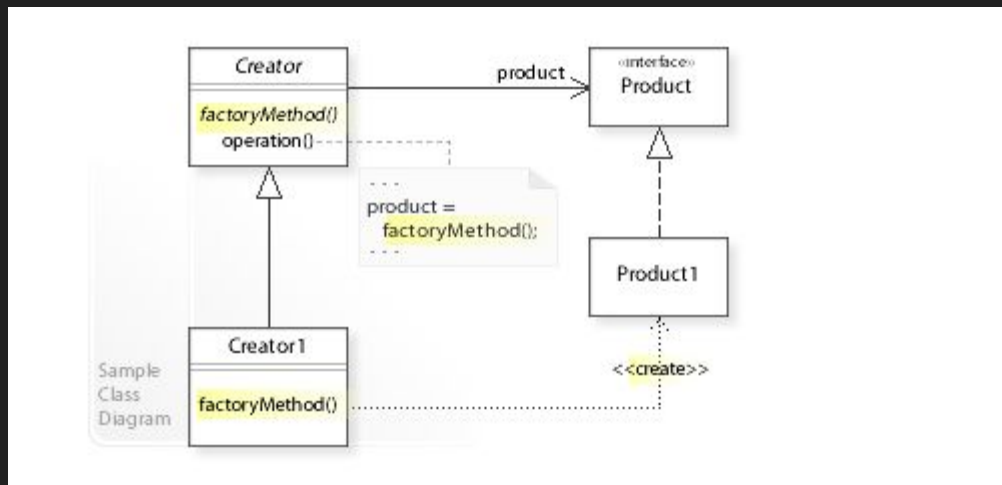 Creator
factoryMethod()
operation()
product
«interface»
Product
- - -
product =
factoryMethod();
- - -
Product1
Creator1
factoryMethod()
<<create>>
Sample
Class
Diagram